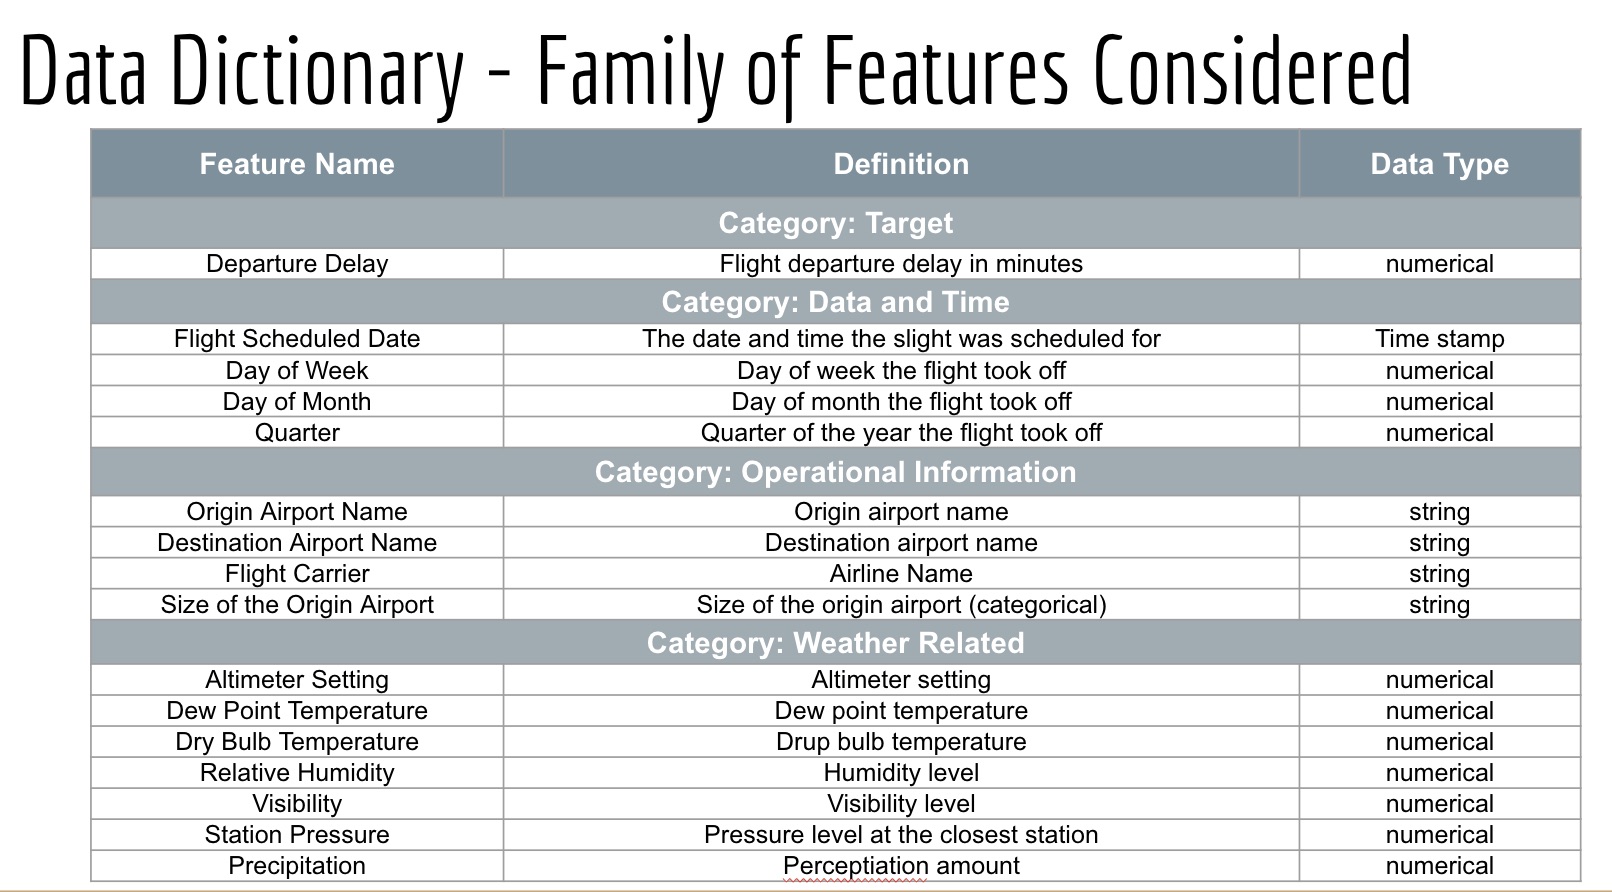 Data Dictionary - Family of Features Considered
Feature Name Definition Data Type
Category: Target
Departure Delay Flight departure delay in minutes numerical
Category: Data and Time
Flight Scheduled Date The date and time the slight was scheduled for Time stamp
Day of Week Day of week the flight took off numerical
Day of Month Day of month the flight took off numerical
Quarter Quarter of the year the flight took off numerical
Category: Operational Information
Origin Airport Name Origin airport name string
Destination Airport Name Destination airport name string
Flight Carrier Airline Name string
Size of the Origin Airport Size of the origin airport (categorical) string
Category: Weather Related
Altimeter Setting Altimeter setting numerical
Dew Point Temperature Dew point temperature numerical
Dry Bulb Temperature Drup bulb temperature numerical
Relative Humidity Humidity level numerical
Visibility Visibility level numerical
Station Pressure Pressure level at the closest station numerical
Precipitation Perceptiation amount numerical